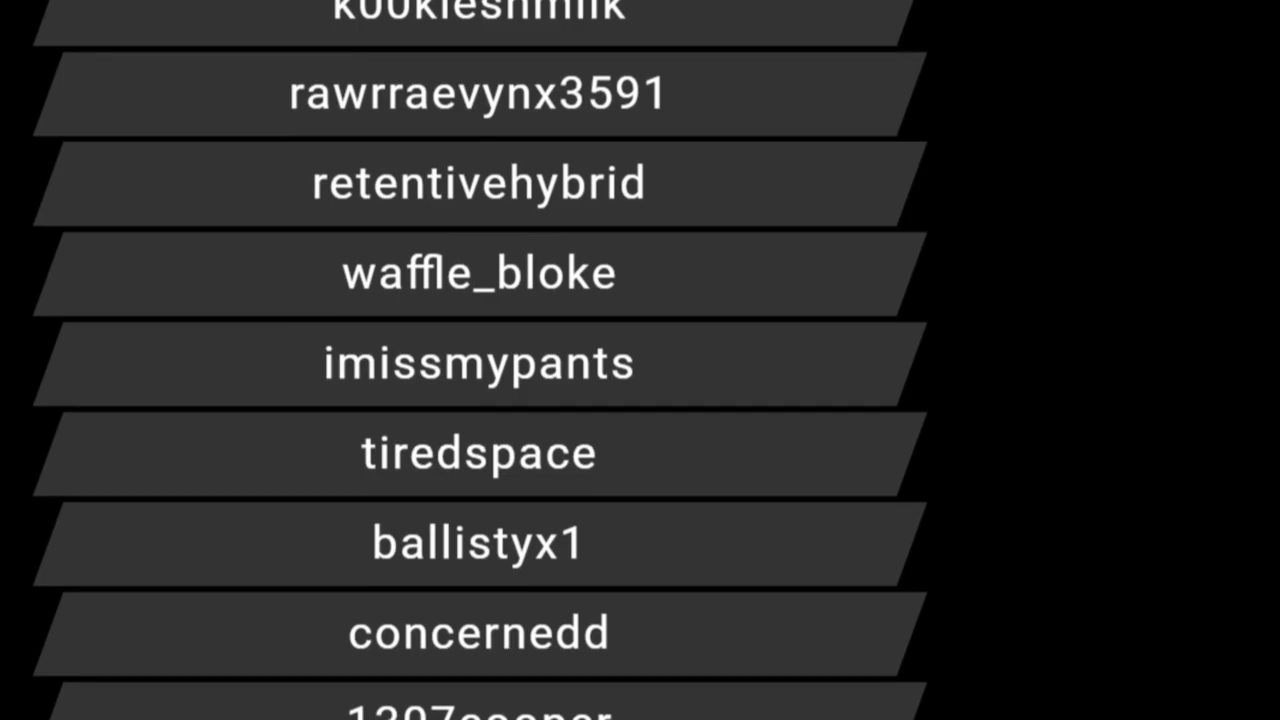 rawrraevynx3591
retentivehybrid
waffle_bloke
imissmypants
tiredspace
ballistyx1
concernedd